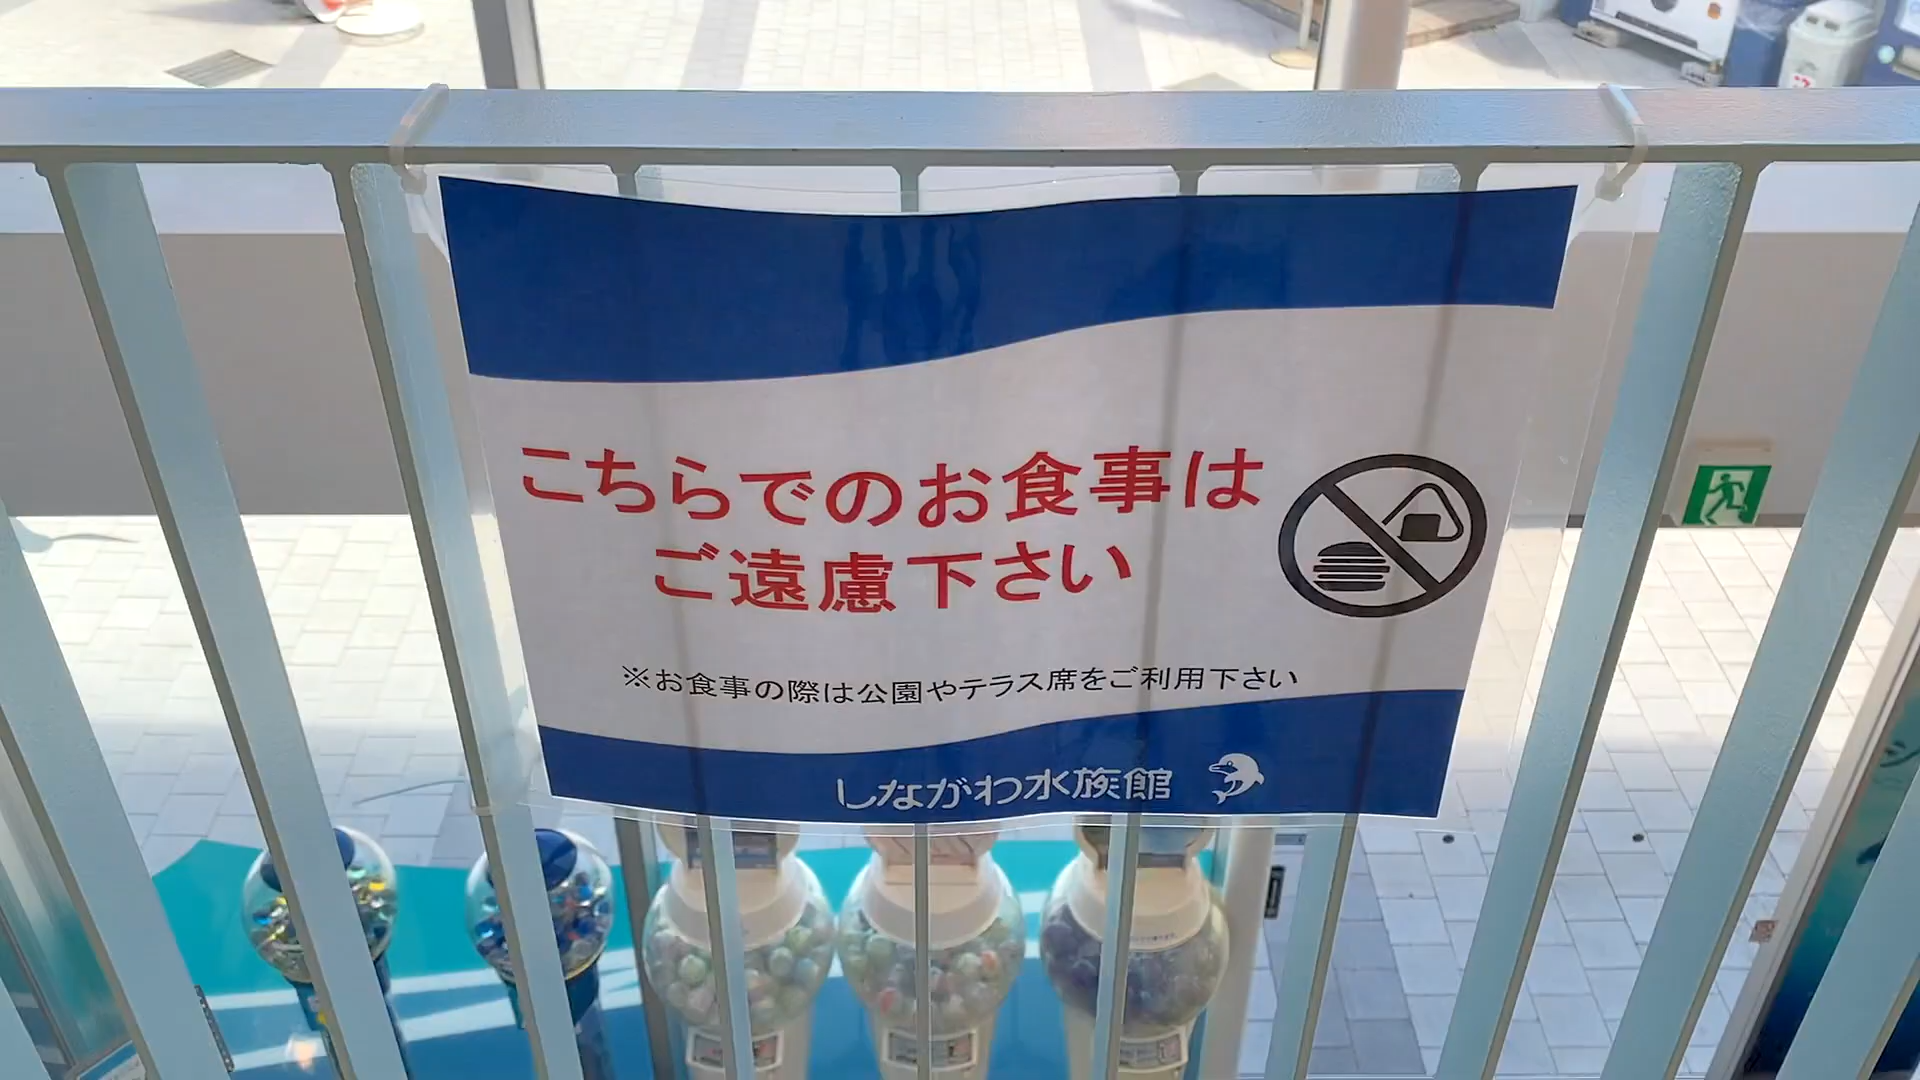 こちらでのお食事は
ご遠慮下さい
※お食事の際は公園やテラス席をご利用下さい
しながわ水族館